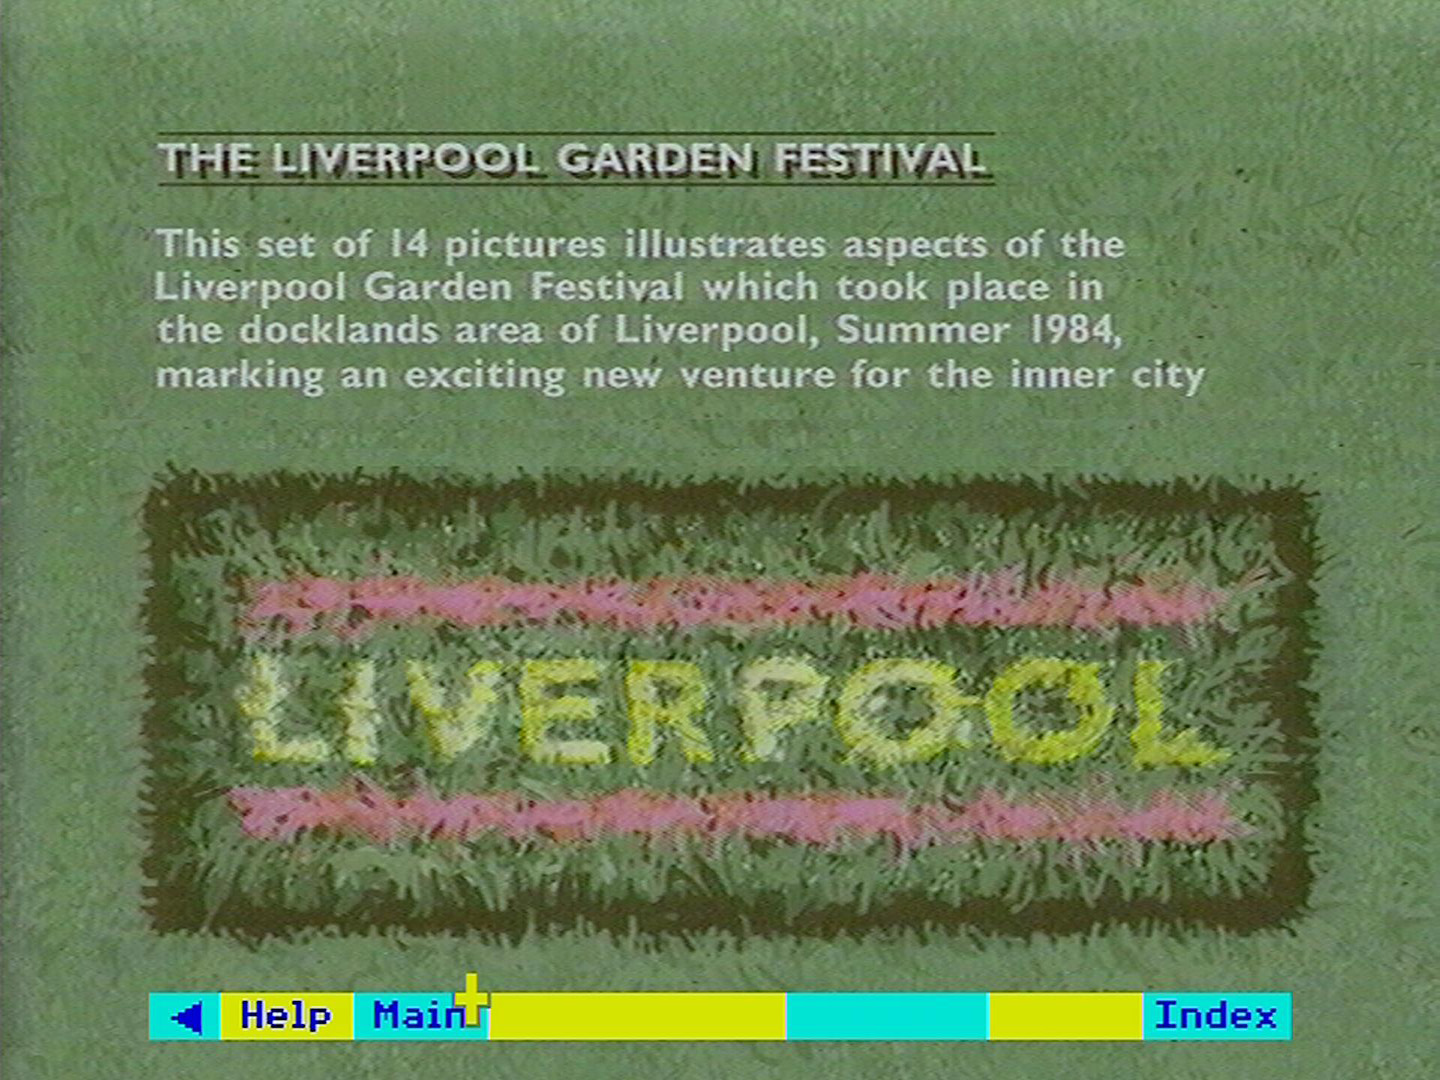 THE LIVERPOOL GARDEN FESTIVAL
This set of 14 pictures illustrates aspects of the
Liverpool Garden Festival which took place in
the docklands area of Liverpool, Summer 1984,
marking an exciting new venture for the inner city
LIVERPOOL
Help Main Index